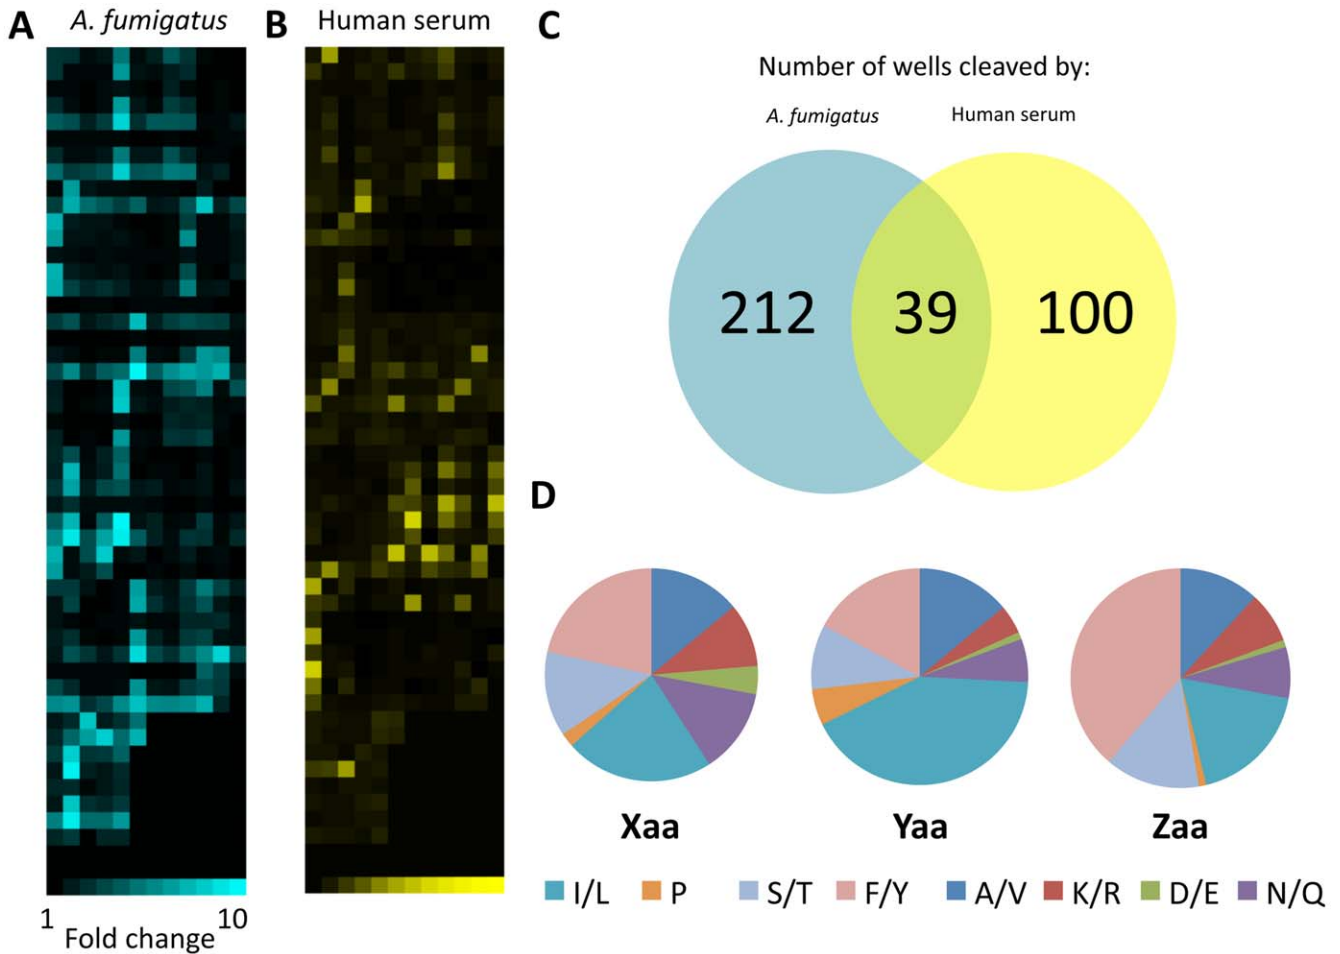 A
A. fumigatus
B
Human serum
C
Number of wells cleaved by:
A. fumigatus
Human serum
212
39
100
D
Xaa
Yaa
Zaa
I/L
P
S/T
F/Y
A/V
K/R
D/E
N/Q
1
10
Fold change